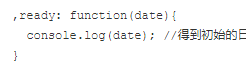 ,ready: function(date){
console.log(date); //得到初始的日
}